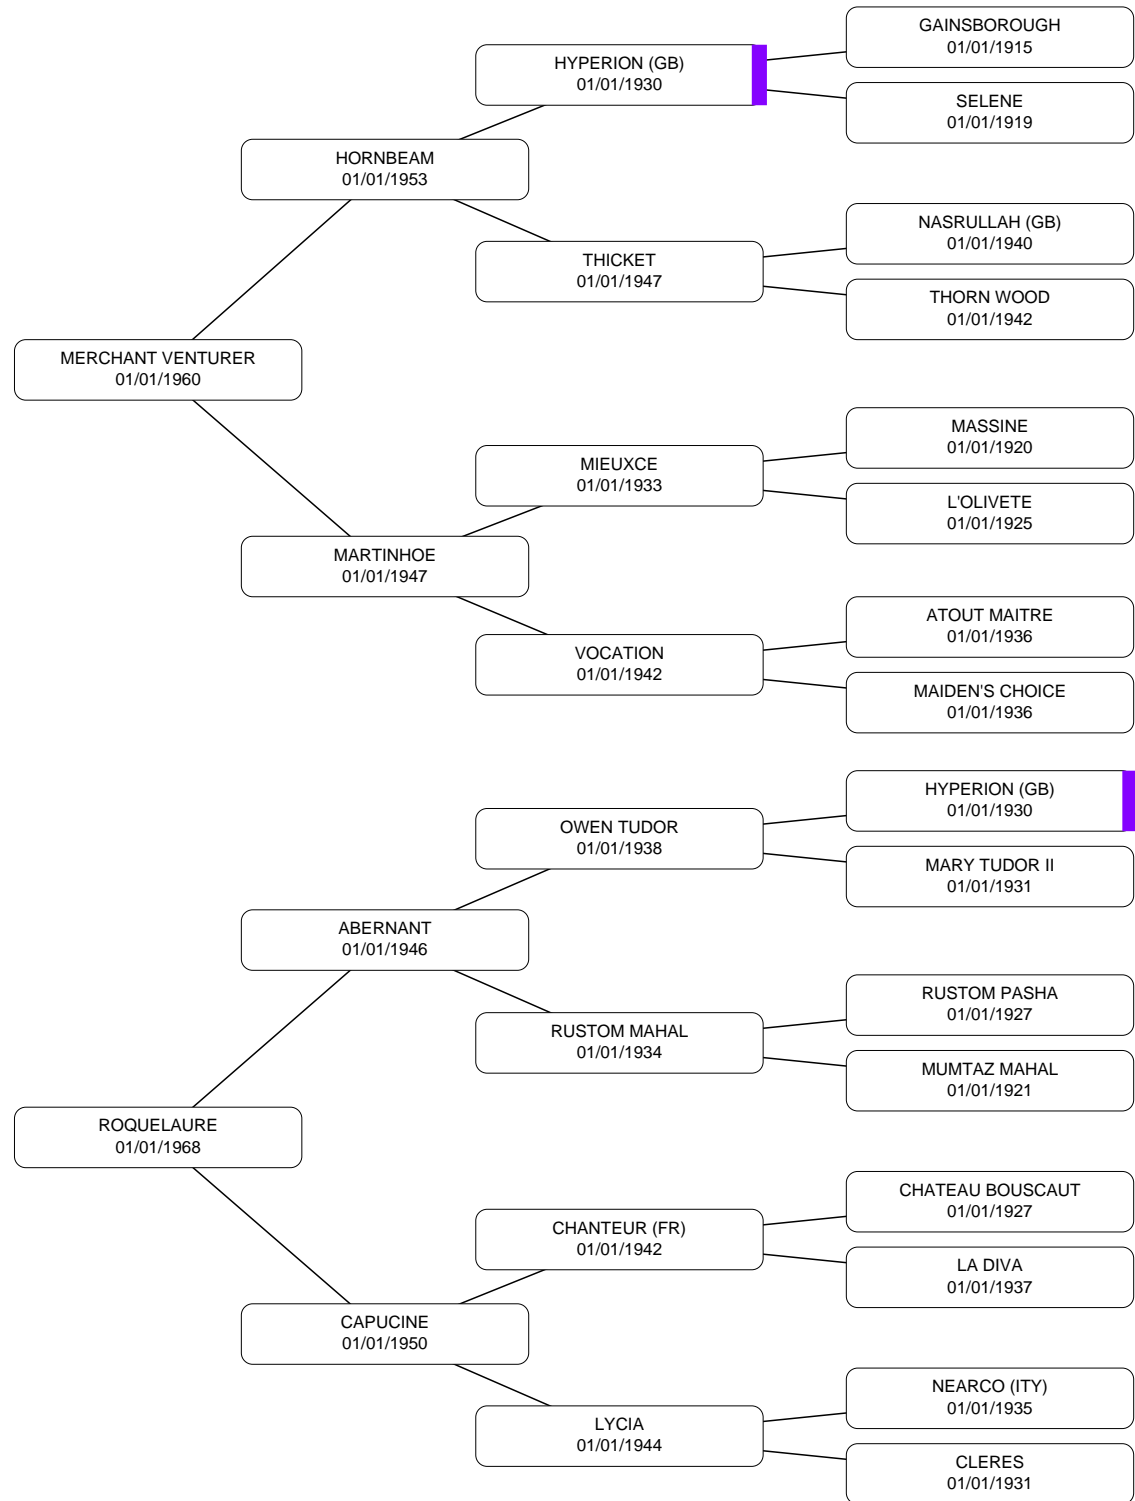 GAINSBOROUGH
01/01/1915
HYPERION (GB)
01/01/1930
SELENE
01/01/1919
HORNBEAM
01/01/1953
NASRULLAH (GB)
01/01/1940
THICKET
01/01/1947
THORN WOOD
01/01/1942
MERCHANT VENTURER
01/01/1960
MASSINE
01/01/1920
MIEUXCE
01/01/1933
L'OLIVETE
01/01/1925
MARTINHOE
01/01/1947
ATOUT MAITRE
01/01/1936
VOCATION
01/01/1942
MAIDEN'S CHOICE
01/01/1936
HYPERION (GB)
01/01/1930
OWEN TUDOR
01/01/1938
MARY TUDOR II
01/01/1931
ABERNANT
01/01/1946
RUSTOM PASHA
01/01/1927
RUSTOM MAHAL
01/01/1934
MUMTAZ MAHAL
01/01/1921
ROQUELAURE
01/01/1968
CHATEAU BOUSCAUT
01/01/1927
CHANTEUR (FR)
01/01/1942
LA DIVA
01/01/1937
CAPUCINE
01/01/1950
NEARCO (ITY)
01/01/1935
LYCIA
01/01/1944
CLERES
01/01/1931